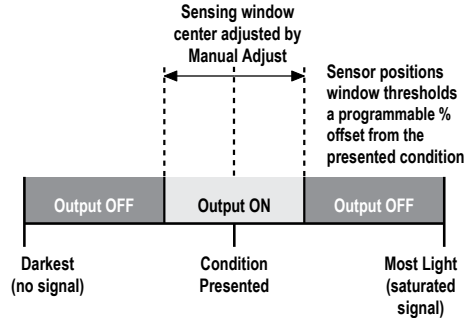 Sensing window
center adjusted by
Manual Adjust
Sensor positions
window thresholds
a programmable %
offset from the
presented condition
Output OFF
Output ON
Output OFF
Darkest
(no signal)
Condition
Presented
Most Light
(saturated
signal)